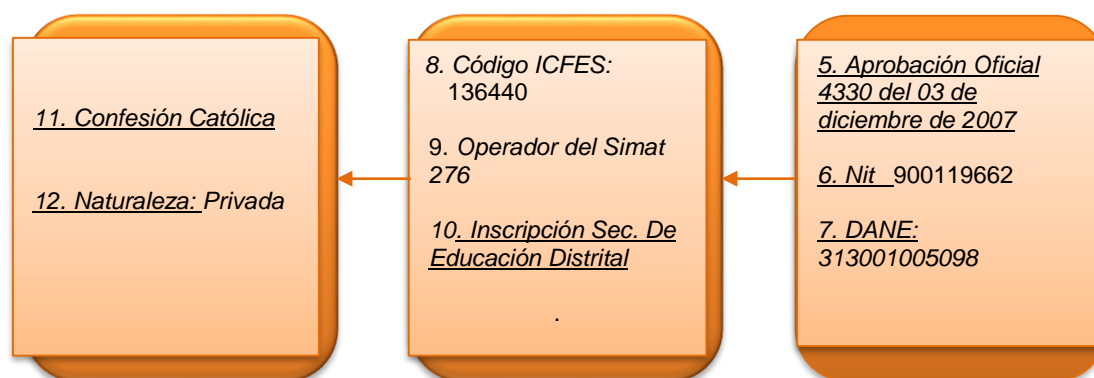 11. Confesión Católica
12. Naturaleza: Privada
8. Código ICFES:
136440
9. Operador del Simat
276
10. Inscripción Sec. De
Educación Distrital
.
5. Aprobación Oficial
4330 del 03 de
diciembre de 2007
6. Nit 900119662
7. DANE:
313001005098